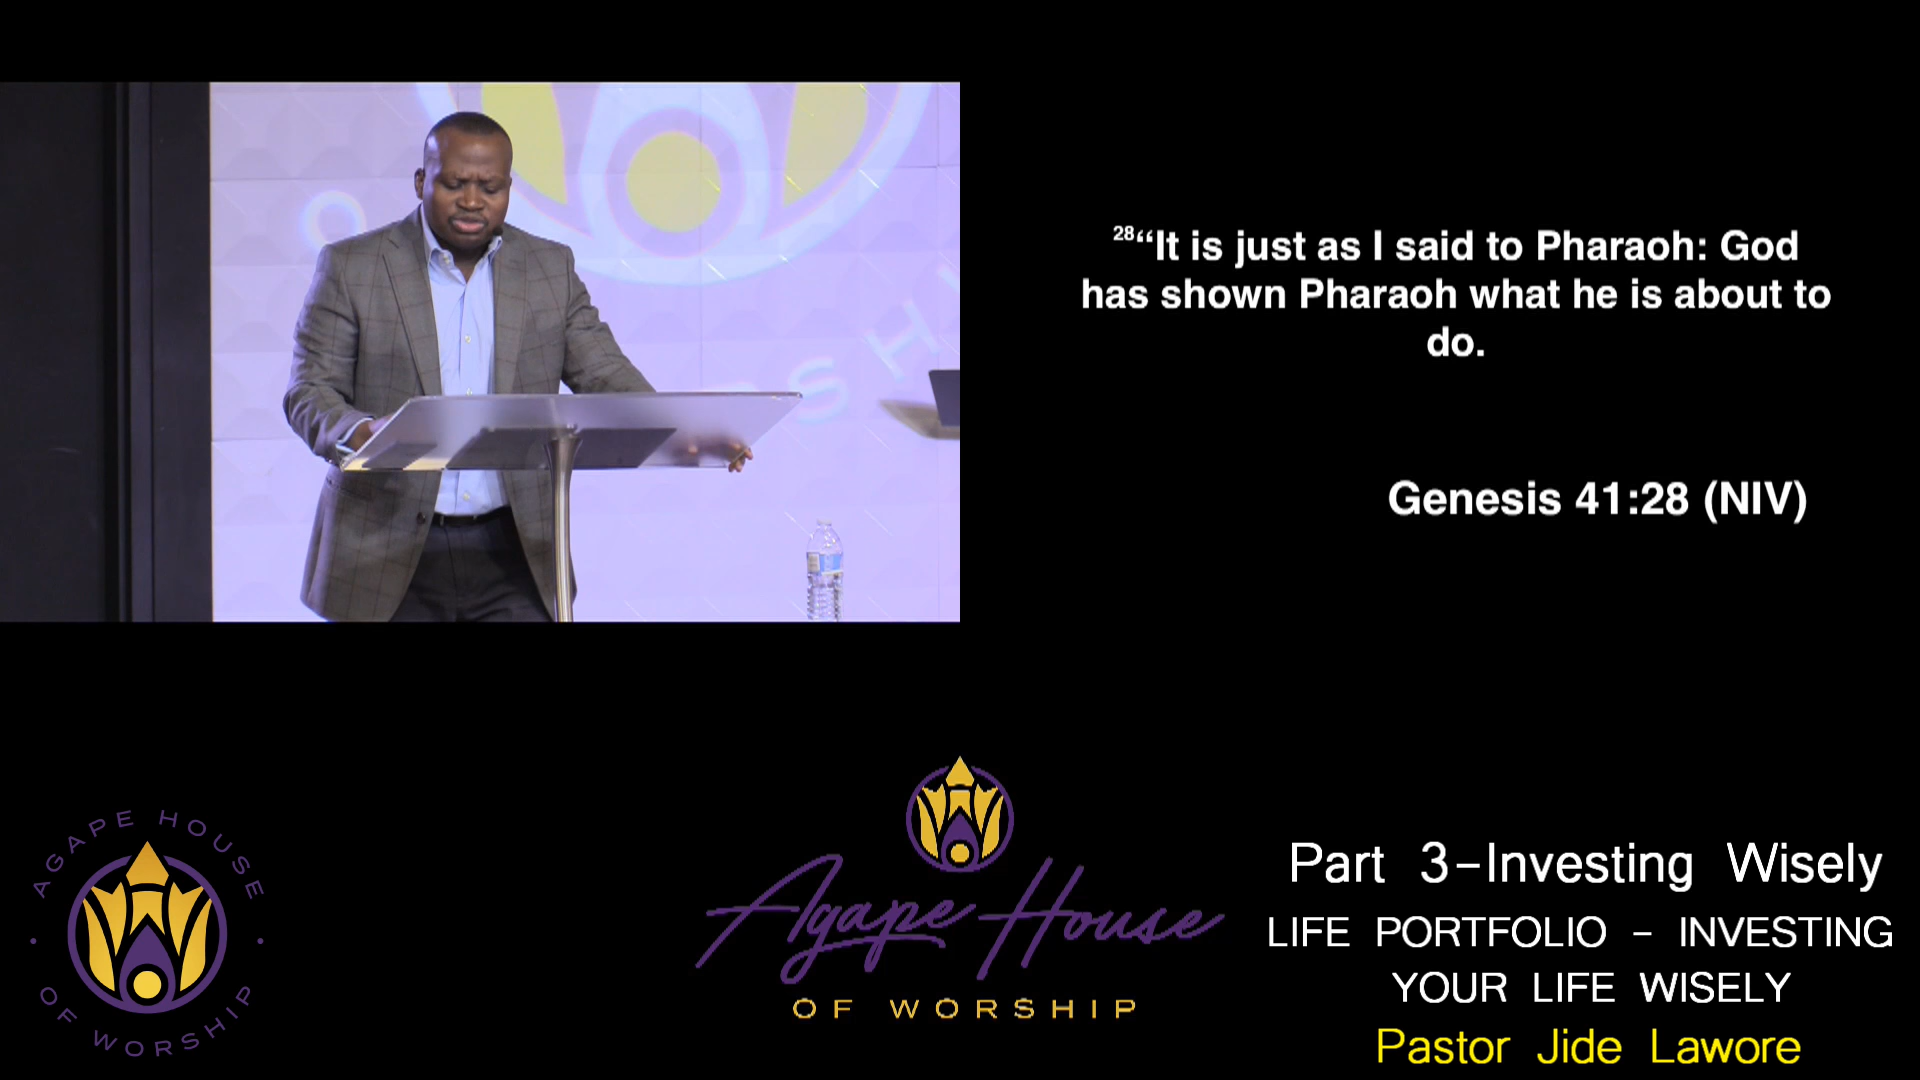 28“It is just as I said to Pharaoh: God
has shown Pharaoh what he is about to
do.
Genesis 41:28 (NIV)
AGAPE HOUSE
OF WORSHIP
Agape House
OF WORSHIP
Part 3-Investing Wisely
LIFE PORTFOLIO - INVESTING
YOUR LIFE WISELY
Pastor Jide Lawore